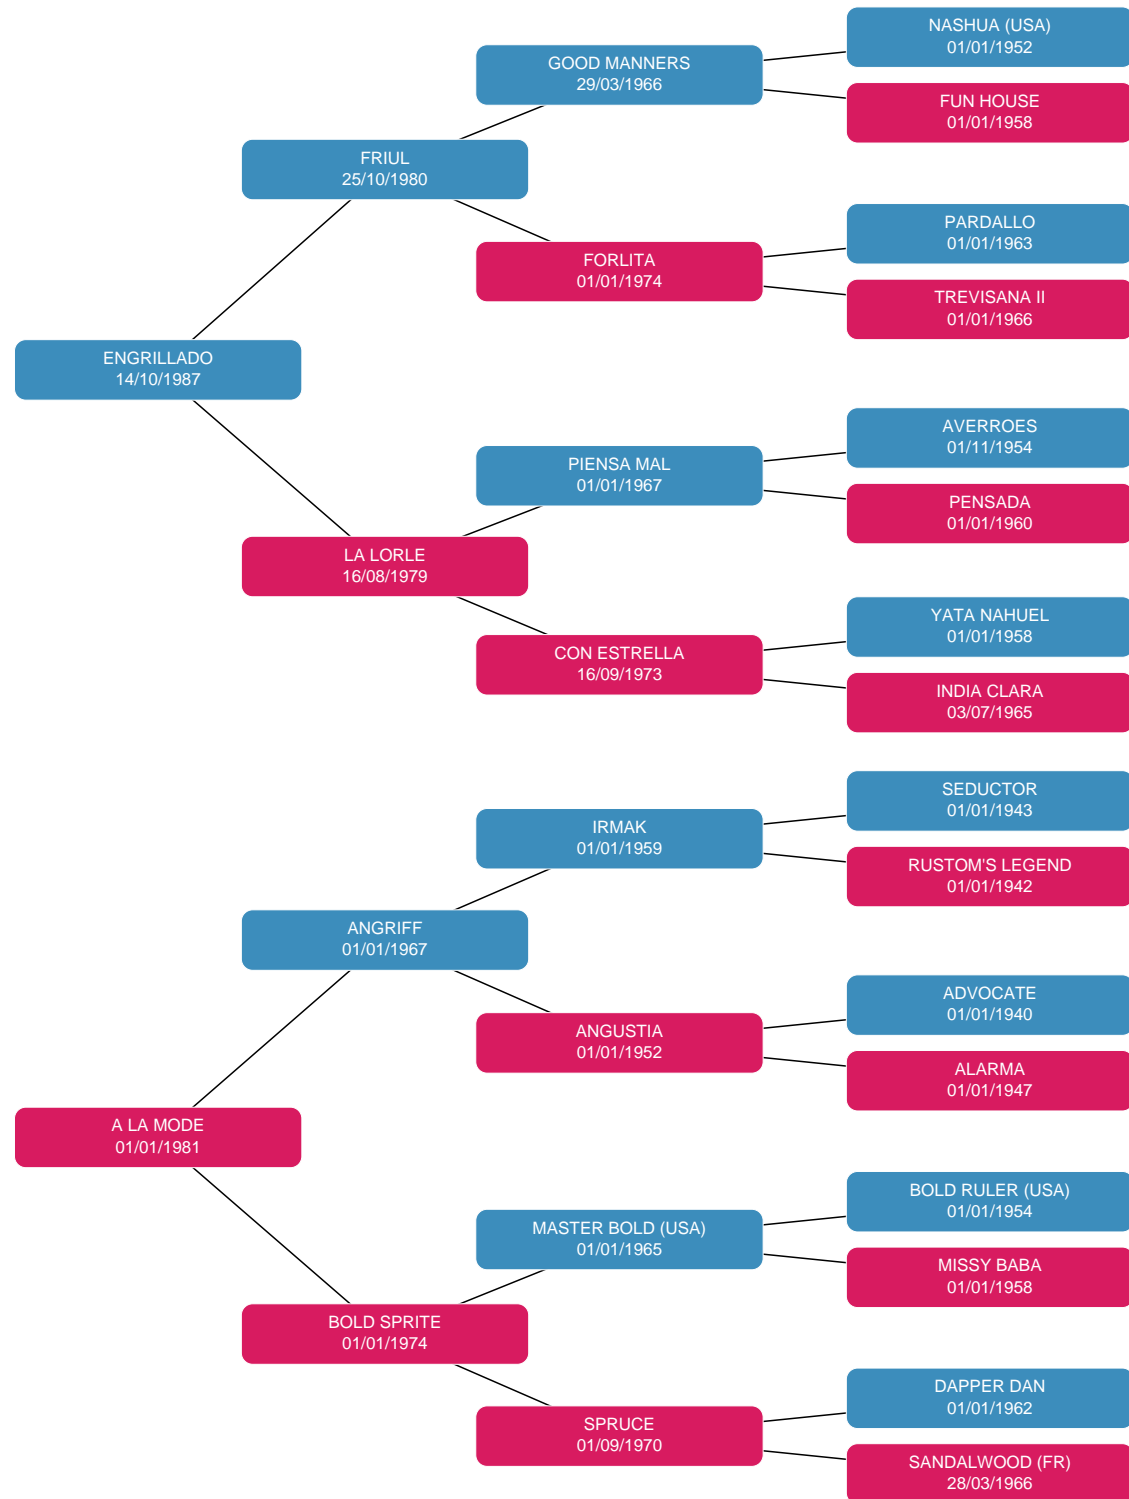 NASHUA (USA)
01/01/1952
GOOD MANNERS
29/03/1966
FUN HOUSE
01/01/1958
FRIUL
25/10/1980
PARDALLO
01/01/1963
FORLITA
01/01/1974
TREVISANA II
01/01/1966
ENGRILLADO
14/10/1987
AVERROES
01/11/1954
PIENSA MAL
01/01/1967
PENSADA
01/01/1960
LA LORLE
16/08/1979
YATA NAHUEL
01/01/1958
CON ESTRELLA
16/09/1973
INDIA CLARA
03/07/1965
SEDUCTOR
01/01/1943
IRMAK
01/01/1959
RUSTOM'S LEGEND
01/01/1942
ANGRIFF
01/01/1967
ADVOCATE
01/01/1940
ANGUSTIA
01/01/1952
ALARMA
01/01/1947
A LA MODE
01/01/1981
BOLD RULER (USA)
01/01/1954
MASTER BOLD (USA)
01/01/1965
MISSY BABA
01/01/1958
BOLD SPRITE
01/01/1974
DAPPER DAN
01/01/1962
SPRUCE
01/09/1970
SANDALWOOD (FR)
28/03/1966